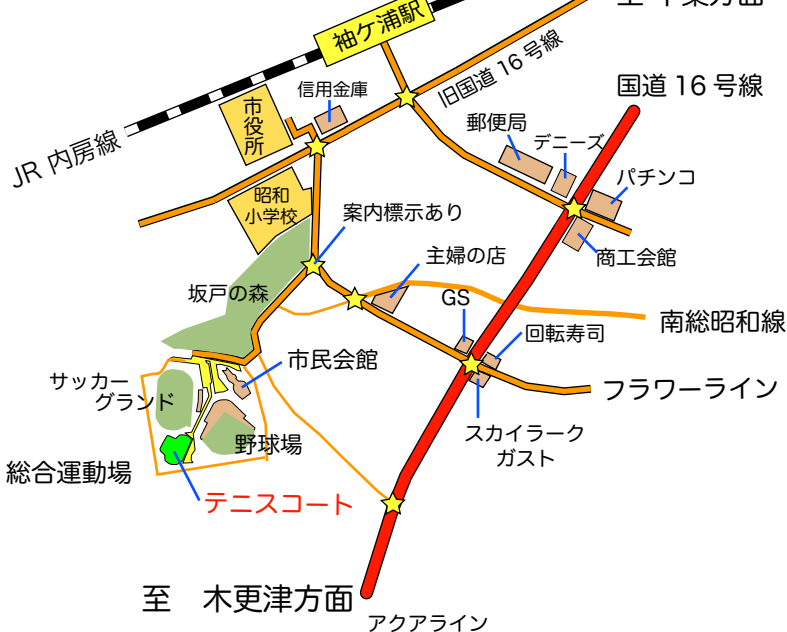 至 千葉方面
袖ケ浦駅
旧国道16号線
国道16号線
信用金庫
市役所
郵便局
デニーズ
JR 内房線
パチンコ
昭和
小学校
案内標示あり
主婦の店
商工会館
坂戸の森
GS
南総昭和線
回転寿司
市民会館
サッカー
グランド
フラワーライン
スカイラーク
ガスト
野球場
総合運動場
テニスコート
至 木更津方面
アクアライン